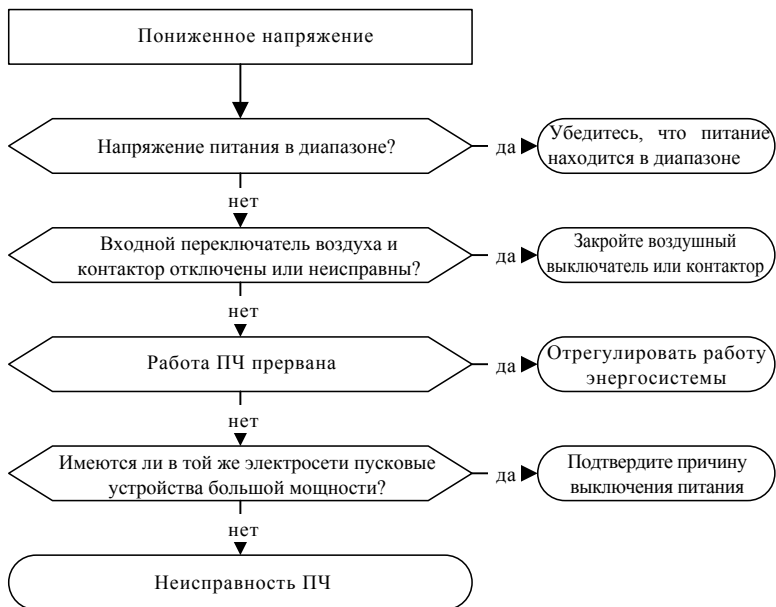 Пониженное напряжение
Напряжение питания в диапазоне?
да
Убедитесь, что питание
находится в диапазоне
нет
Входной переключатель воздуха и
контактор отключены или неисправны?
да
Закройте воздушный
выключатель или контактор
нет
Работа ПЧ прервана
да
Отрегулировать работу
энергосистемы
нет
Имеются ли в той же электросети пусковые
устройства большой мощности?
да
Подтвердите причину
выключения питания
нет
Неисправность ПЧ